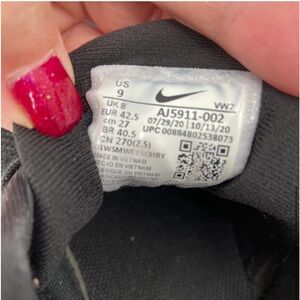 US
9
UK 8
EUR 42.5
cm 27
BR 40.5
CN 270(2.5)
VW2
AJ5911-002
07/29/20 10/13/20
UPC 00884802538073
MADE IN VIETNAM